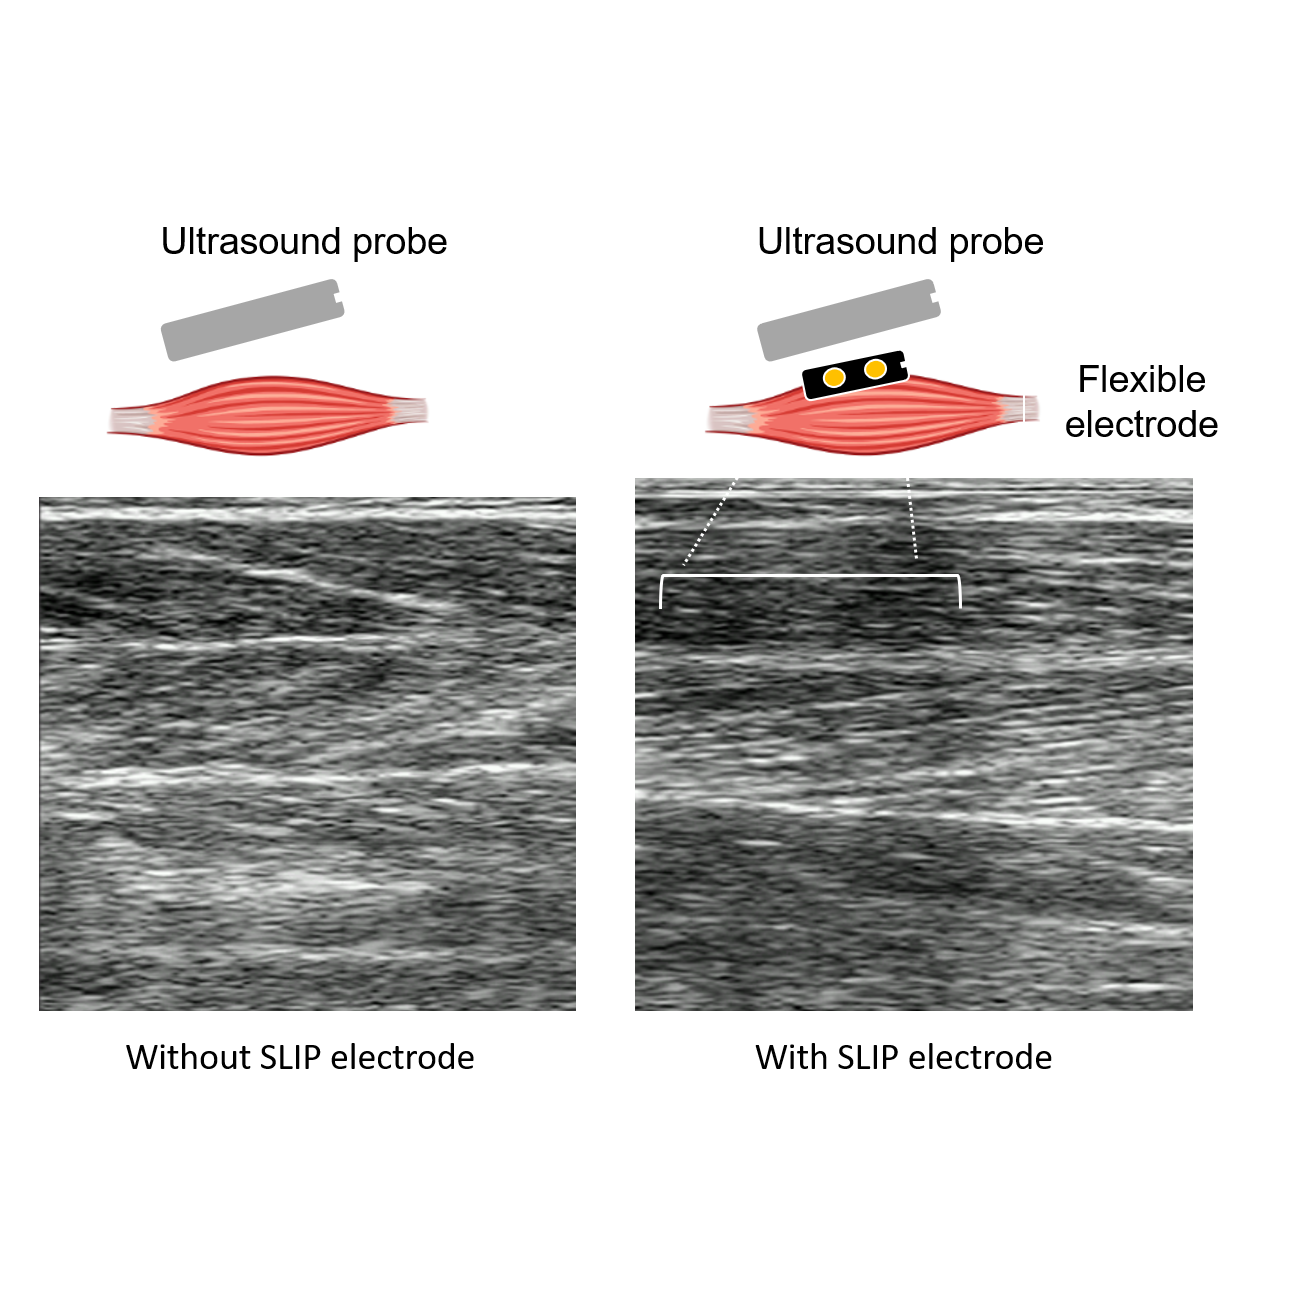 Ultrasound probe
Ultrasound probe
Flexible
electrode
Without SLIP electrode
With SLIP electrode